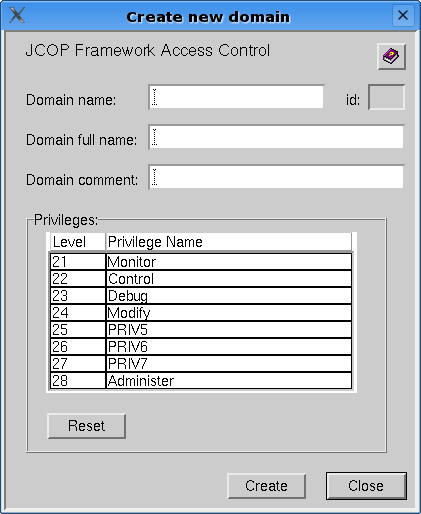 Create new domain
JCOP Framework Access Control
Domain name: id:
Domain full name:
Domain comment:
Privileges:
Level Privilege Name
21 Monitor
22 Control
23 Debug
24 Modify
25 PRIV5
26 PRIV6
27 PRIV7
28 Administer
Reset
Create Close